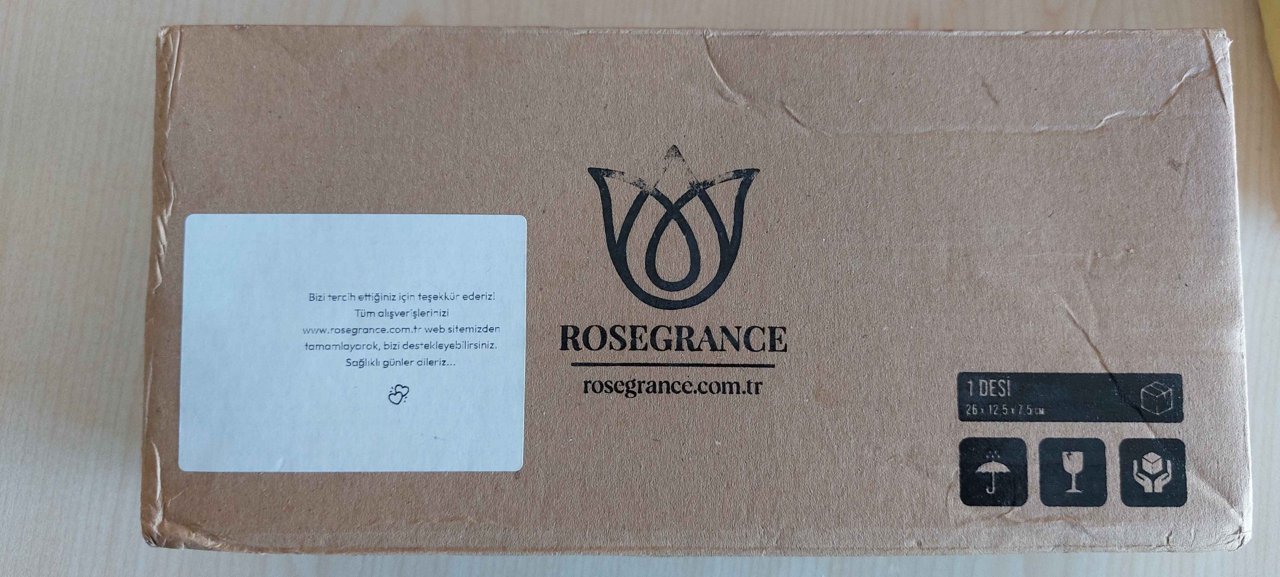 Bizi tercih ettiğiniz için teşekkür ederiz!
Tüm alışverişlerinizi
www.rosegrance.com.tr web sitemizden
tamamlayarak, bizi destekleyebilirsiniz.
Sağlıklı günler dileriz...
ROSEGRANCE
rosegrance.com.tr
1 DESİ
26 x 12,5 x 7,5 CM